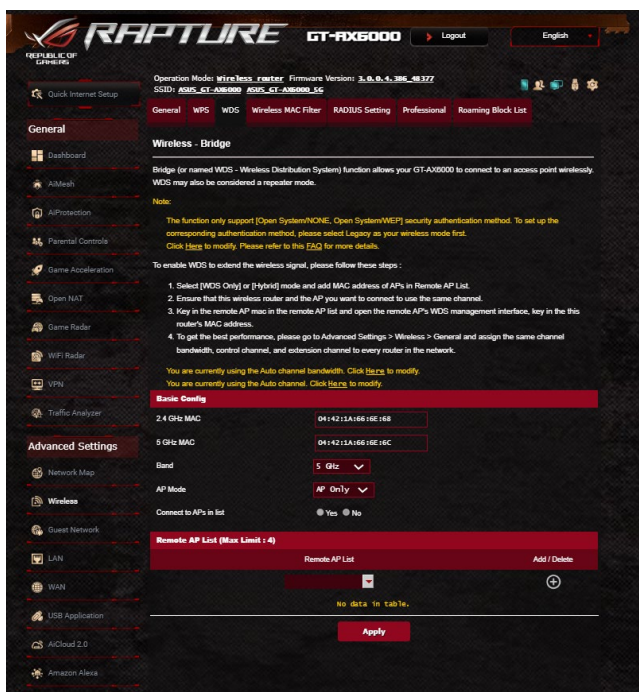 REPUBLIC OF
GAMERS
RAPTURE
GT-AX6000
Logout
English
Quick Internet Setup
General
Dashboard
AiMesh
AiProtection
Parental Controls
Game Acceleration
Open NAT
Game Radar
WiFi Radar
VPN
Traffic Analyzer
Advanced Settings
Network Map
Wireless
Guest Network
LAN
WAN
USB Application
AiCloud 2.0
Amazon Alexa
Operation Mode: Wireless router Firmware Version: 3.0.0.4.386_48377
SSID: ASUS_GT-AX6000 ASUS_GT-AX6000_5G
General WPS WDS Wireless MAC Filter RADIUS Setting Professional Roaming Block List
Wireless - Bridge
Bridge (or named WDS - Wireless Distribution System) function allows your GT-AX6000 to connect to an access point wirelessly.
WDS may also be considered a repeater mode.
Note:
The function only support [Open System/NONE, Open System/WEP] security authentication method. To set up the
corresponding authentication method, please select Legacy as your wireless mode
first.
Click Here to modify. Please refer to this FAQ for more details.
To enable WDS to extend the wireless signal, please follow these steps :
1. Select [WDS Only] or [Hybrid] mode and add MAC address of APs in Remote AP
List.
2. Ensure that this wireless router and the AP you want to connect to use the same
channel.
3. Key in the remote AP mac in the remote AP list and open the remote AP's WDS management interface, key in the this
router's MAC address.
4. To get the best performance, please go to Advanced Settings > Wireless > General and assign the same channel
bandwidth, control channel, and extension channel to every router in the network.
You are currently using the Auto channel bandwidth. Click Here to modify.
You are currently using the Auto channel. Click Here to modify.
Basic Config
2.4 GHz MAC 04:42:1A:66:6E:68
5 GHz MAC 04:42:1A:66:6E:6C
Band 5 GHz
AP Mode AP Only
Connect to APs in list Yes No
Remote AP List (Max Limit : 4)
Remote AP List Add / Delete
No data in table.
Apply